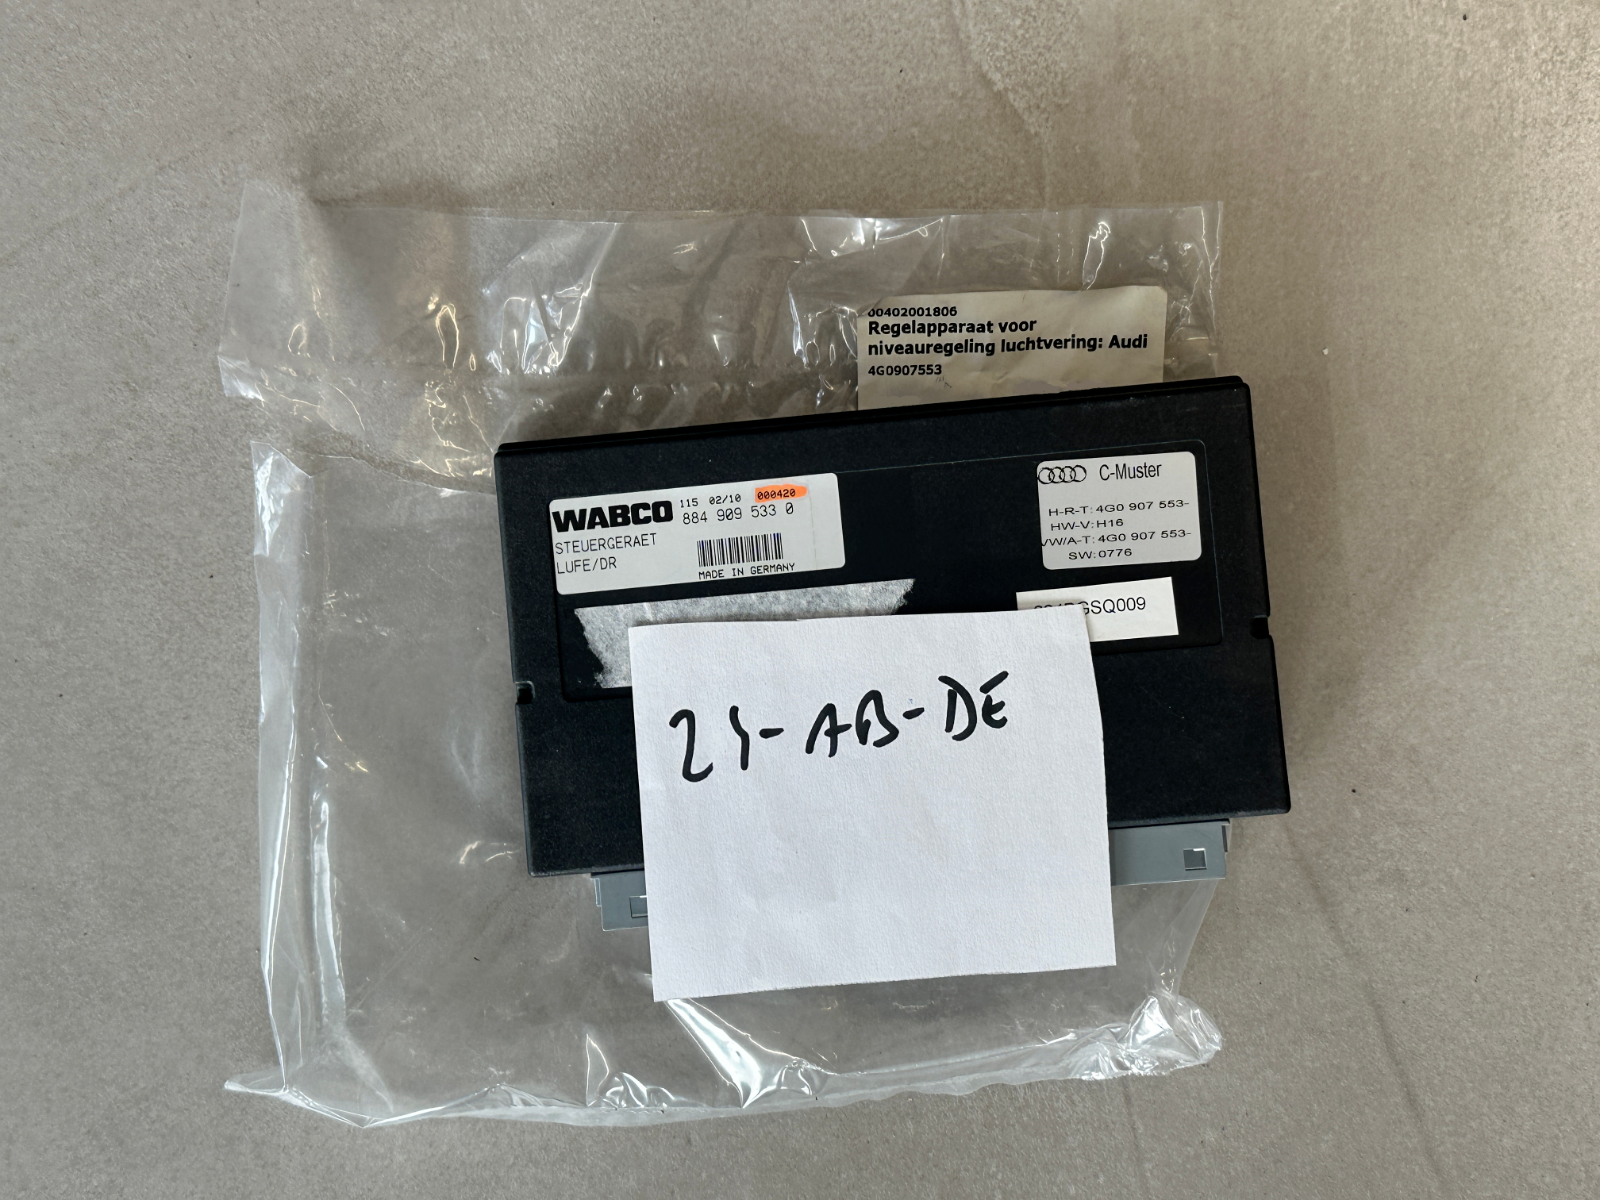 00402001806
Regelapparaat voor
niveauregeling luchtvering: Audi
4G0907553
WABCO 115 02/10 000420
884 909 533 0
STEUERGERAET
LUFE/DR
MADE IN GERMANY
C-Muster
H-R-T: 4G0 907 553-
HW-V: H16
VW/A-T: 4G0 907 553-
SW: 0776
GSQ009
21-AB-DE